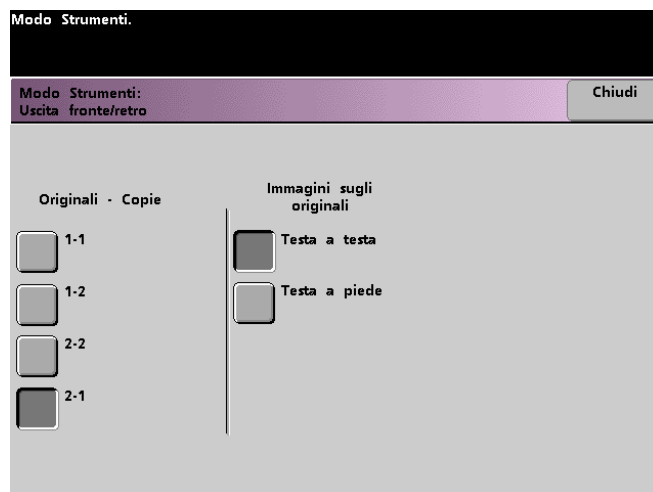 Modo Strumenti.
Modo Strumenti:
Uscita fronte/retro
Chiudi
Originali - Copie
1-1
1-2
2-2
2-1
Immagini sugli
originali
Testa a testa
Testa a piede